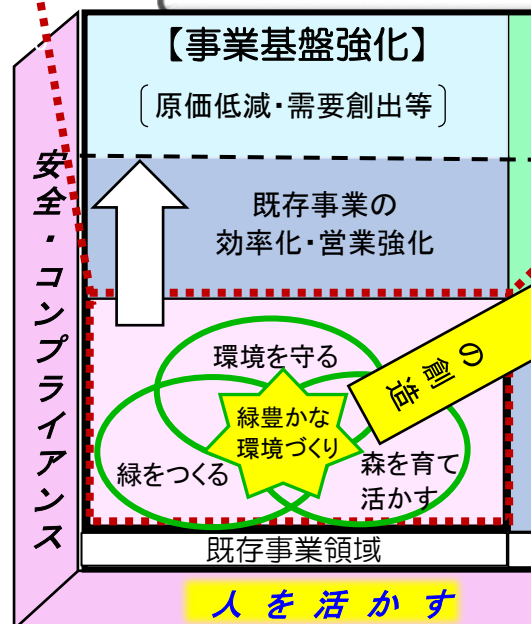 【事業基盤強化】
〔原価低減・需要創出等〕
既存事業の
効率化・営業強化
安全・コンプライアンス
の創造
環境を守る
緑豊かな
環境づくり
緑をつくる
森を育て
活かす
既存事業領域
人を活かす